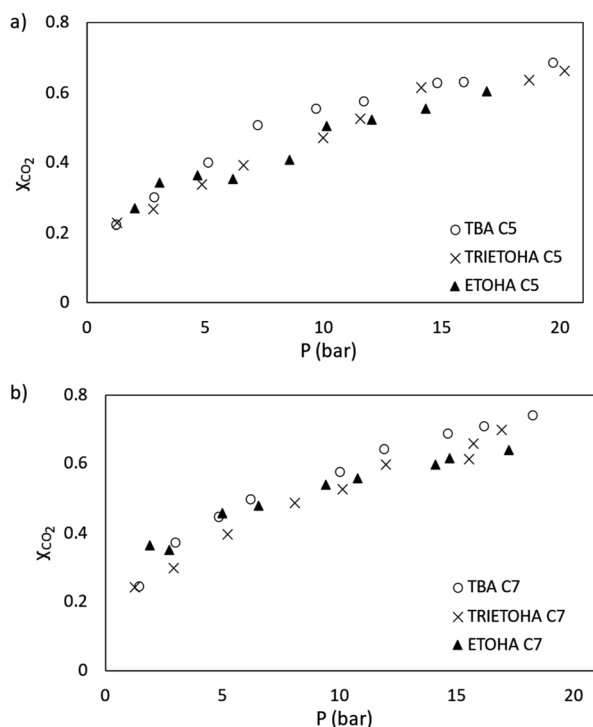 a)
0.8
0.6
0.4
0.2
0
χCO₂
0 5 10 15 20
P (bar)
TBA C5
TRIETOHA C5
ETOHA C5
b)
0.8
0.6
0.4
0.2
0
χCO₂
0 5 10 15 20
P (bar)
TBA C7
TRIETOHA C7
ETOHA C7